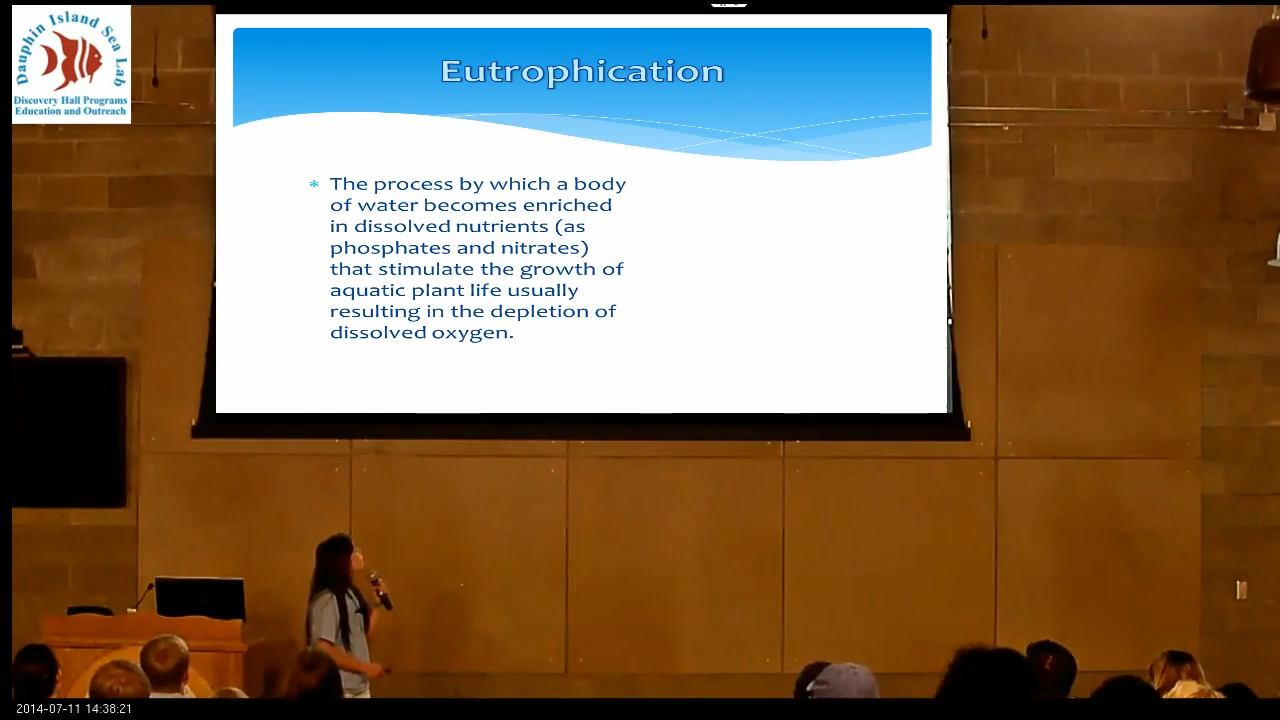 Dauphin Island Sea Lab
Discovery Hall Programs
Education and Outreach
Eutrophication
* The process by which a body
of water becomes enriched
in dissolved nutrients (as
phosphates and nitrates)
that stimulate the growth of
aquatic plant life usually
resulting in the depletion of
dissolved oxygen.
2014-07-11 14:38:21